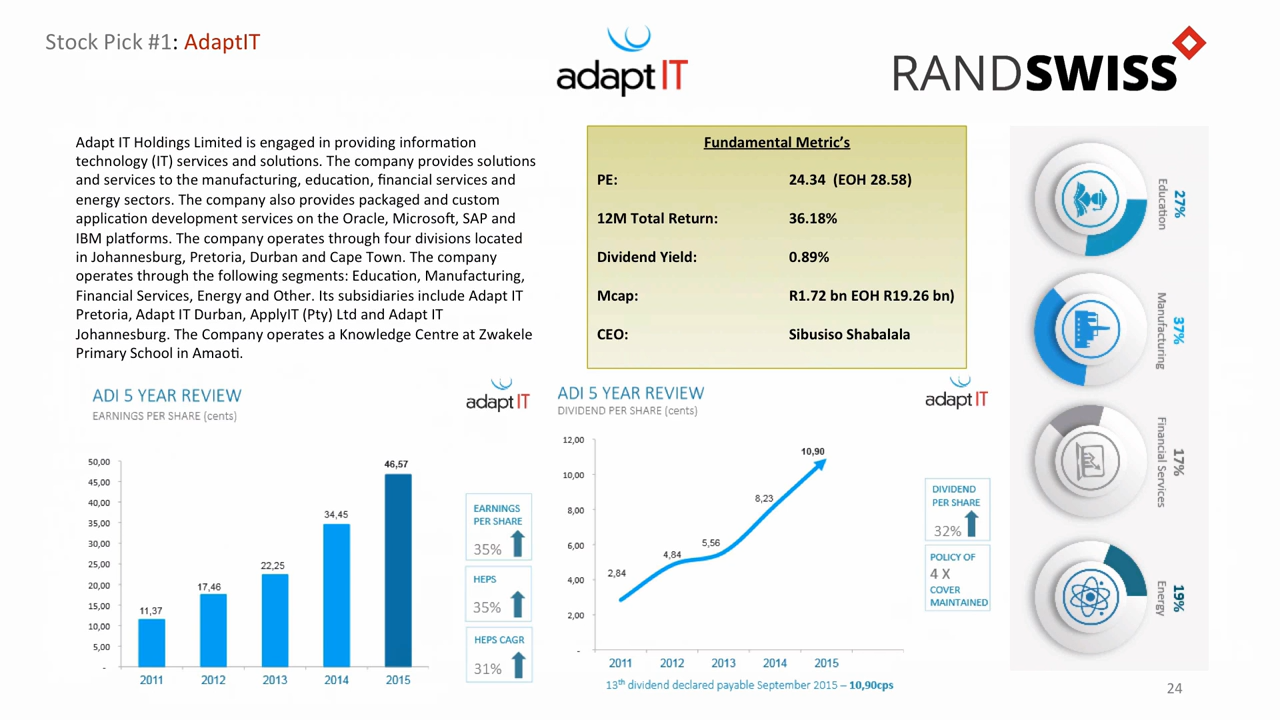 Stock Pick #1: AdaptIT
adapt IT
RANDSWISS
Adapt IT Holdings Limited is engaged in providing information
technology (IT) services and solutions. The company provides solutions
and services to the manufacturing, education, financial services and
energy sectors. The company also provides packaged and custom
application development services on the Oracle, Microsoft, SAP and
IBM platforms. The company operates through four divisions located
in Johannesburg, Pretoria, Durban and Cape Town. The company
operates through the following segments: Education, Manufacturing,
Financial Services, Energy and Other. Its subsidiaries include Adapt IT
Pretoria, Adapt IT Durban, ApplyIT (Pty) Ltd and Adapt IT
Johannesburg. The Company operates a Knowledge Centre at Zwakele
Primary School in Amaoti.
Fundamental Metric's
PE: 24.34 (EOH 28.58)
12M Total Return: 36.18%
Dividend Yield: 0.89%
Mcap: R1.72 bn EOH R19.26 bn)
CEO: Sibusiso Shabalala
27%
Education
37%
Manufacturing
17%
Financial Services
19%
Energy
ADI 5 YEAR REVIEW
EARNINGS PER SHARE (cents)
adapt IT
50,00
45,00
40,00
35,00
30,00
25,00
20,00
15,00
10,00
5,00
-
11,37
17,46
22,25
34,45
46,57
2011 2012 2013 2014 2015
EARNINGS
PER SHARE
35%
HEPS
35%
HEPS CAGR
31%
ADI 5 YEAR REVIEW
DIVIDEND PER SHARE (cents)
adapt IT
12,00
10,00
8,00
6,00
4,00
2,00
-
2,84
4,84
5,56
8,23
10,90
2011 2012 2013 2014 2015
13th dividend declared payable September 2015 – 10,90cps
DIVIDEND
PER SHARE
32%
POLICY OF
4 X
COVER
MAINTAINED
24